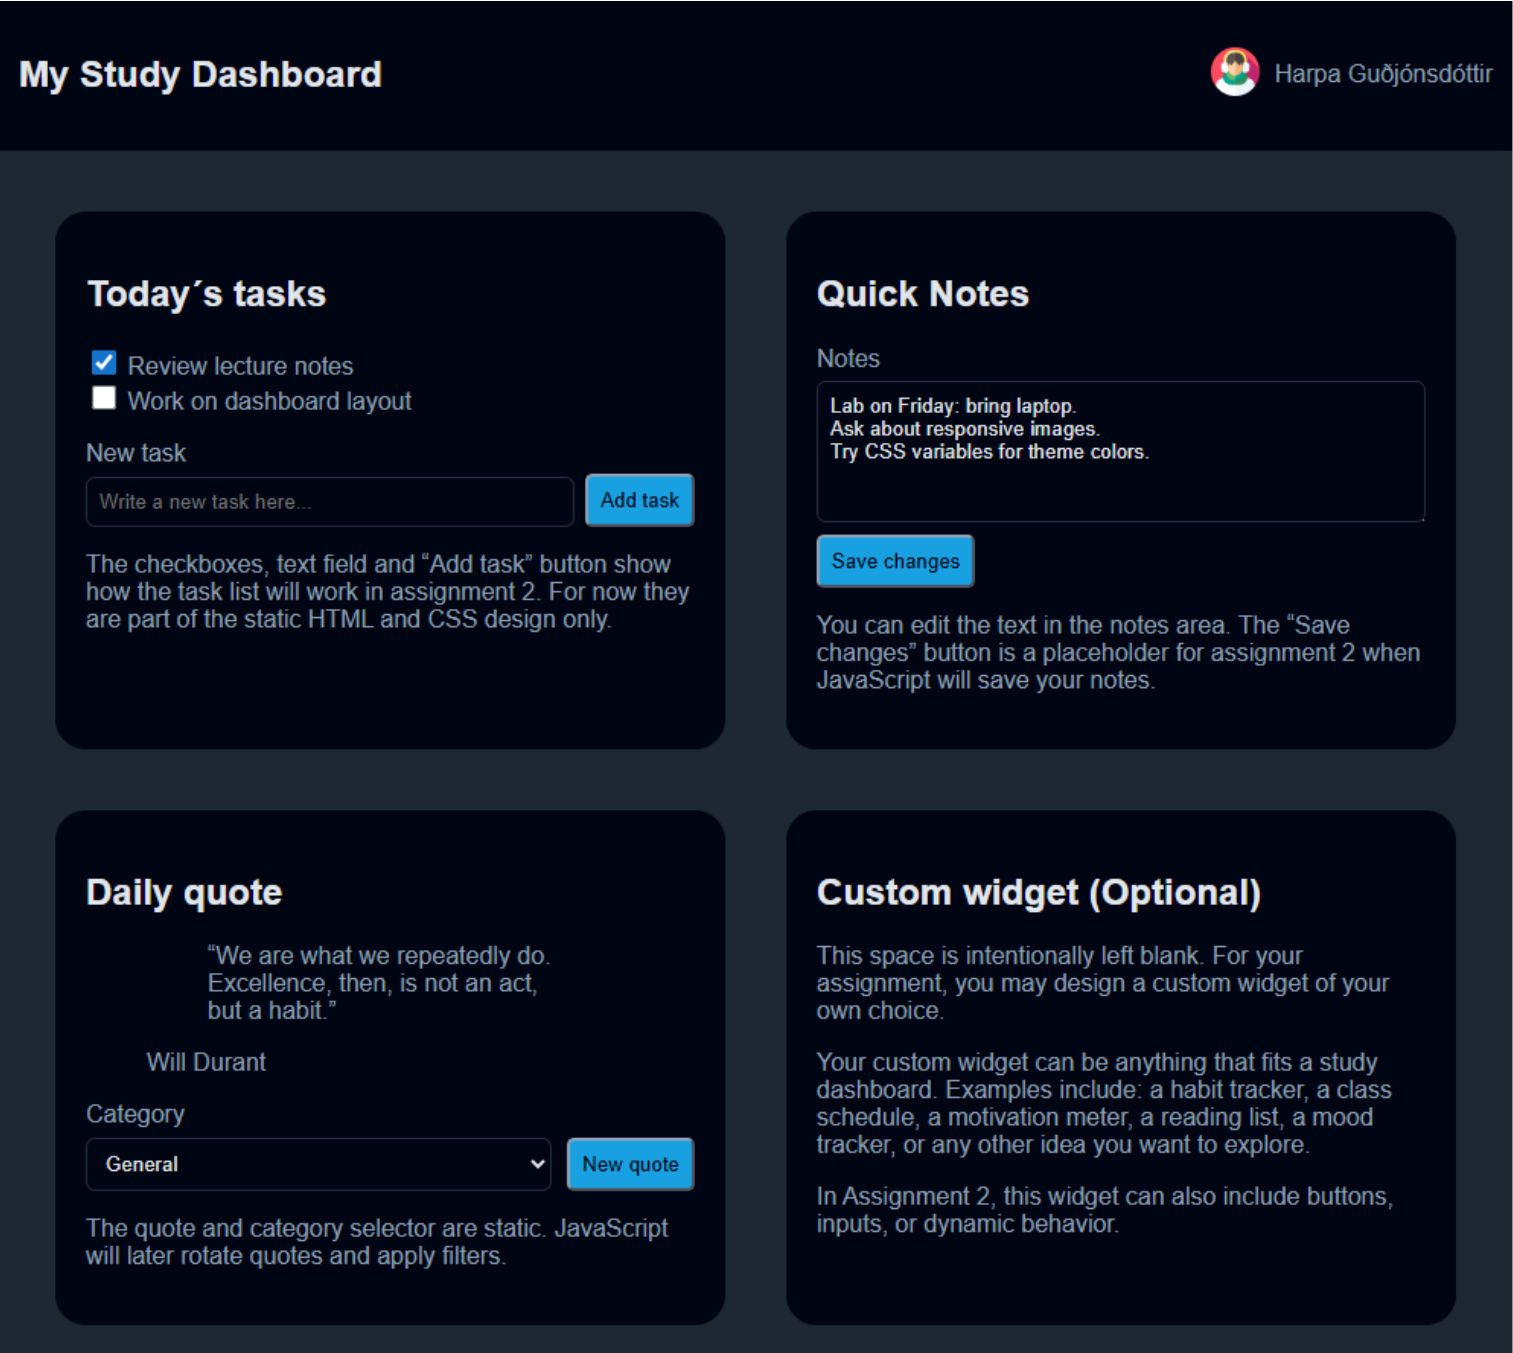 My Study Dashboard
Harpa Guðjónsdóttir
Today´s tasks
Review lecture notes
Work on dashboard layout
New task
Write a new task here...
Add task
The checkboxes, text field and “Add task” button show
how the task list will work in assignment 2. For now they
are part of the static HTML and CSS design only.
Quick Notes
Notes
Lab on Friday: bring laptop.
Ask about responsive images.
Try CSS variables for theme colors.
Save changes
You can edit the text in the notes area. The “Save
changes” button is a placeholder for assignment 2 when
JavaScript will save your notes.
Daily quote
“We are what we repeatedly do.
Excellence, then, is not an act,
but a habit.”
Will Durant
Category
General
New quote
The quote and category selector are static. JavaScript
will later rotate quotes and apply filters.
Custom widget (Optional)
This space is intentionally left blank. For your
assignment, you may design a custom widget of your
own choice.
Your custom widget can be anything that fits a study
dashboard. Examples include: a habit tracker, a class
schedule, a motivation meter, a reading list, a mood
tracker, or any other idea you want to explore.
In Assignment 2, this widget can also include buttons,
inputs, or dynamic behavior.